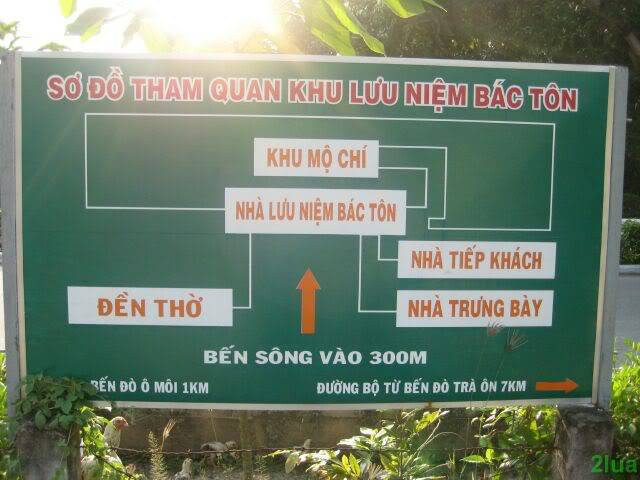 SƠ ĐỒ THAM QUAN KHU LƯU NIỆM BÁC TÔN
KHU MỘ CHÍ
NHÀ LƯU NIỆM BÁC TÔN
NHÀ TIẾP KHÁCH
ĐỀN THỜ
NHÀ TRƯNG BÀY
BẾN SÔNG VÀO 300M
BẾN ĐÒ Ô MÔI 1KM
ĐƯỜNG BỘ TỪ BẾN ĐÒ TRÀ ÔN 7KM
2lua